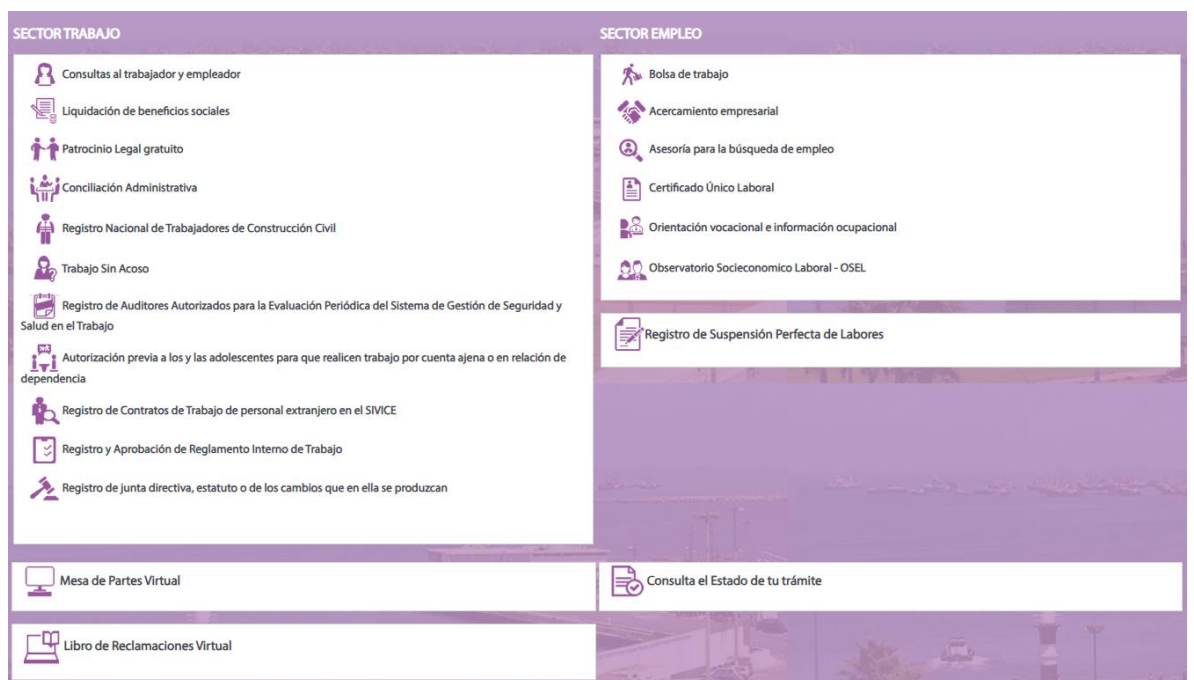 SECTOR TRABAJO
Consultas al trabajador y empleador
Liquidación de beneficios sociales
Patrocinio Legal gratuito
Conciliación Administrativa
Registro Nacional de Trabajadores de Construcción Civil
Trabajo Sin Acoso
Registro de Auditores Autorizados para la Evaluación Periódica del Sistema de Gestión de Seguridad y
Salud en el Trabajo
Autorización previa a los y las adolescentes para que realicen trabajo por cuenta ajena o en relación de
dependencia
Registro de Contratos de Trabajo de personal extranjero en el SIVICE
Registro y Aprobación de Reglamento Interno de Trabajo
Registro de junta directiva, estatuto o de los cambios que en ella se produzcan
SECTOR EMPLEO
Bolsa de trabajo
Acercamiento empresarial
Asesoría para la búsqueda de empleo
Certificado Único Laboral
Orientación vocacional e información ocupacional
Observatorio Socieconomico Laboral - OSEL
Registro de Suspensión Perfecta de Labores
Mesa de Partes Virtual
Consulta el Estado de tu trámite
Libro de Reclamaciones Virtual